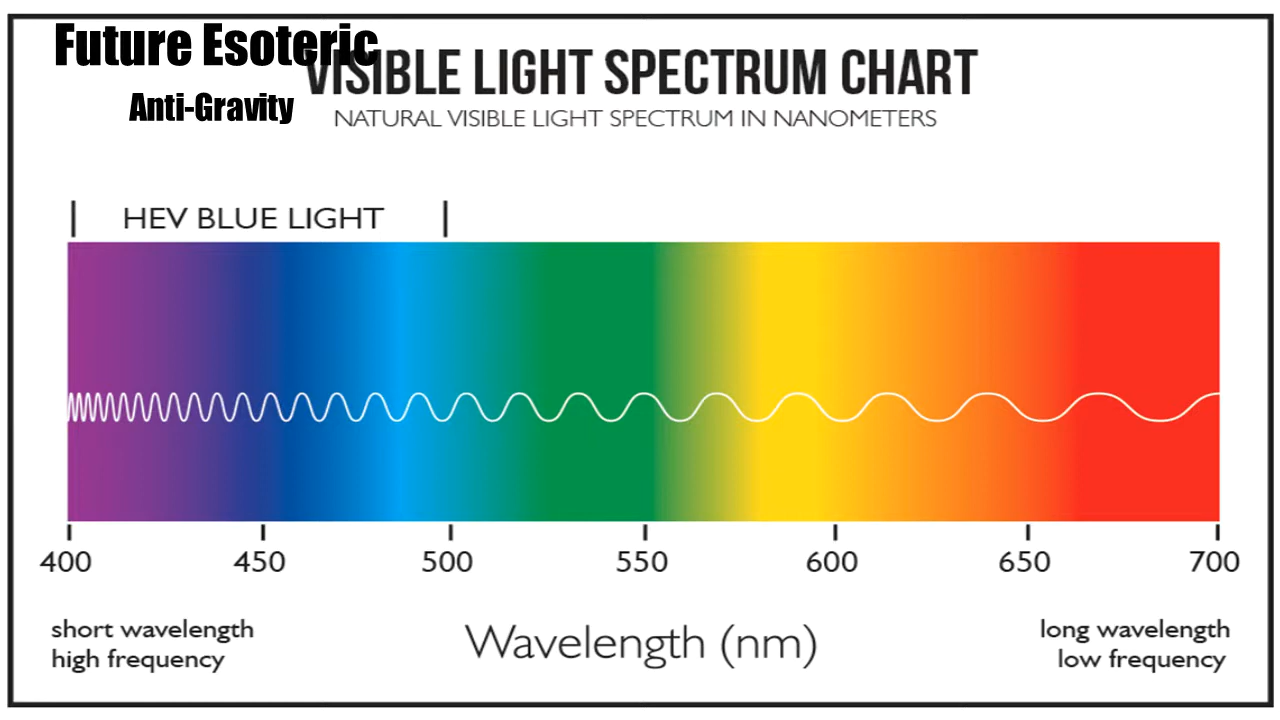 Future Esoteric
VISIBLE LIGHT SPECTRUM CHART
Anti-Gravity
NATURAL VISIBLE LIGHT SPECTRUM IN NANOMETERS
HEV BLUE LIGHT
400 450 500 550 600 650 700
short wavelength
high frequency
Wavelength (nm)
long wavelength
low frequency